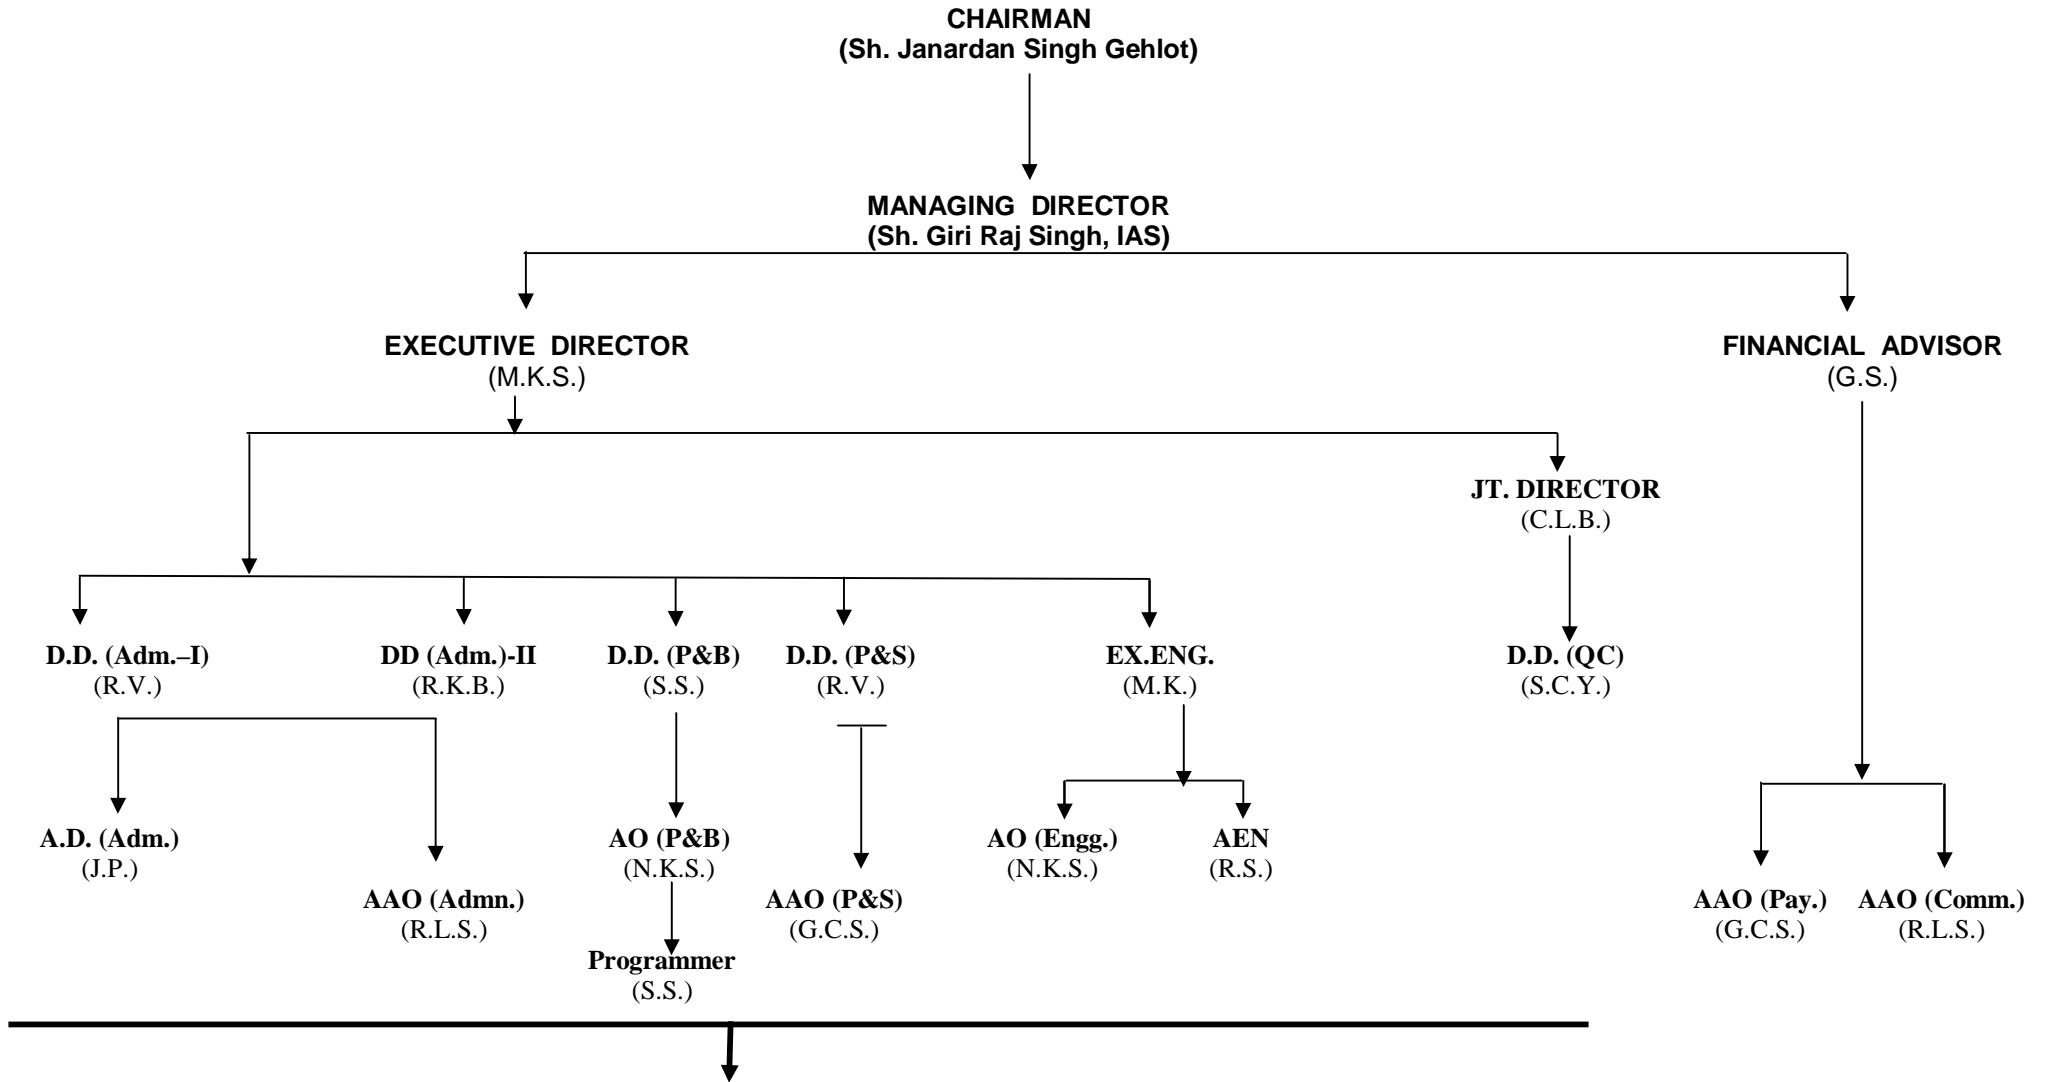 CHAIRMAN
(Sh. Janardan Singh Gehlot)
MANAGING DIRECTOR
(Sh. Giri Raj Singh, IAS)
EXECUTIVE DIRECTOR
(M.K.S.)
FINANCIAL ADVISOR
(G.S.)
JT. DIRECTOR
(C.L.B.)
D.D. (Adm.–I)
(R.V.)
DD (Adm.)-II
(R.K.B.)
D.D. (P&B)
(S.S.)
D.D. (P&S)
(R.V.)
EX.ENG.
(M.K.)
D.D. (QC)
(S.C.Y.)
A.D. (Adm.)
(J.P.)
AAO (Admn.)
(R.L.S.)
AO (P&B)
(N.K.S.)
Programmer
(S.S.)
AAO (P&S)
(G.C.S.)
AO (Engg.)
(N.K.S.)
AEN
(R.S.)
AAO (Pay.)
(G.C.S.)
AAO (Comm.)
(R.L.S.)